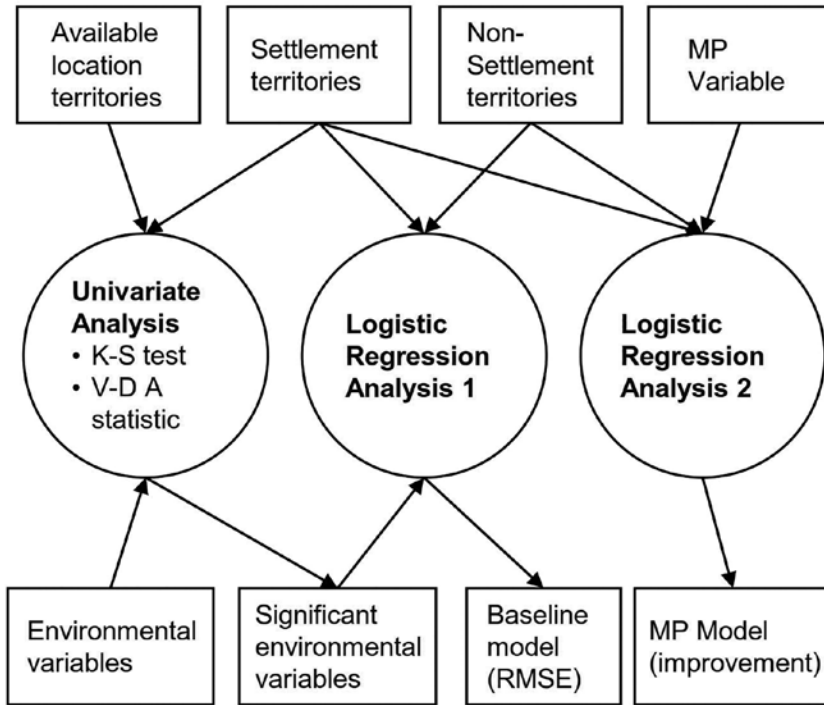 Available
location
territories
Settlement
territories
Non-
Settlement
territories
MP
Variable
Univariate
Analysis
• K-S test
• V-D A
statistic
Logistic
Regression
Analysis 1
Logistic
Regression
Analysis 2
Environmental
variables
Significant
environmental
variables
Baseline
model
(RMSE)
MP Model
(improvement)